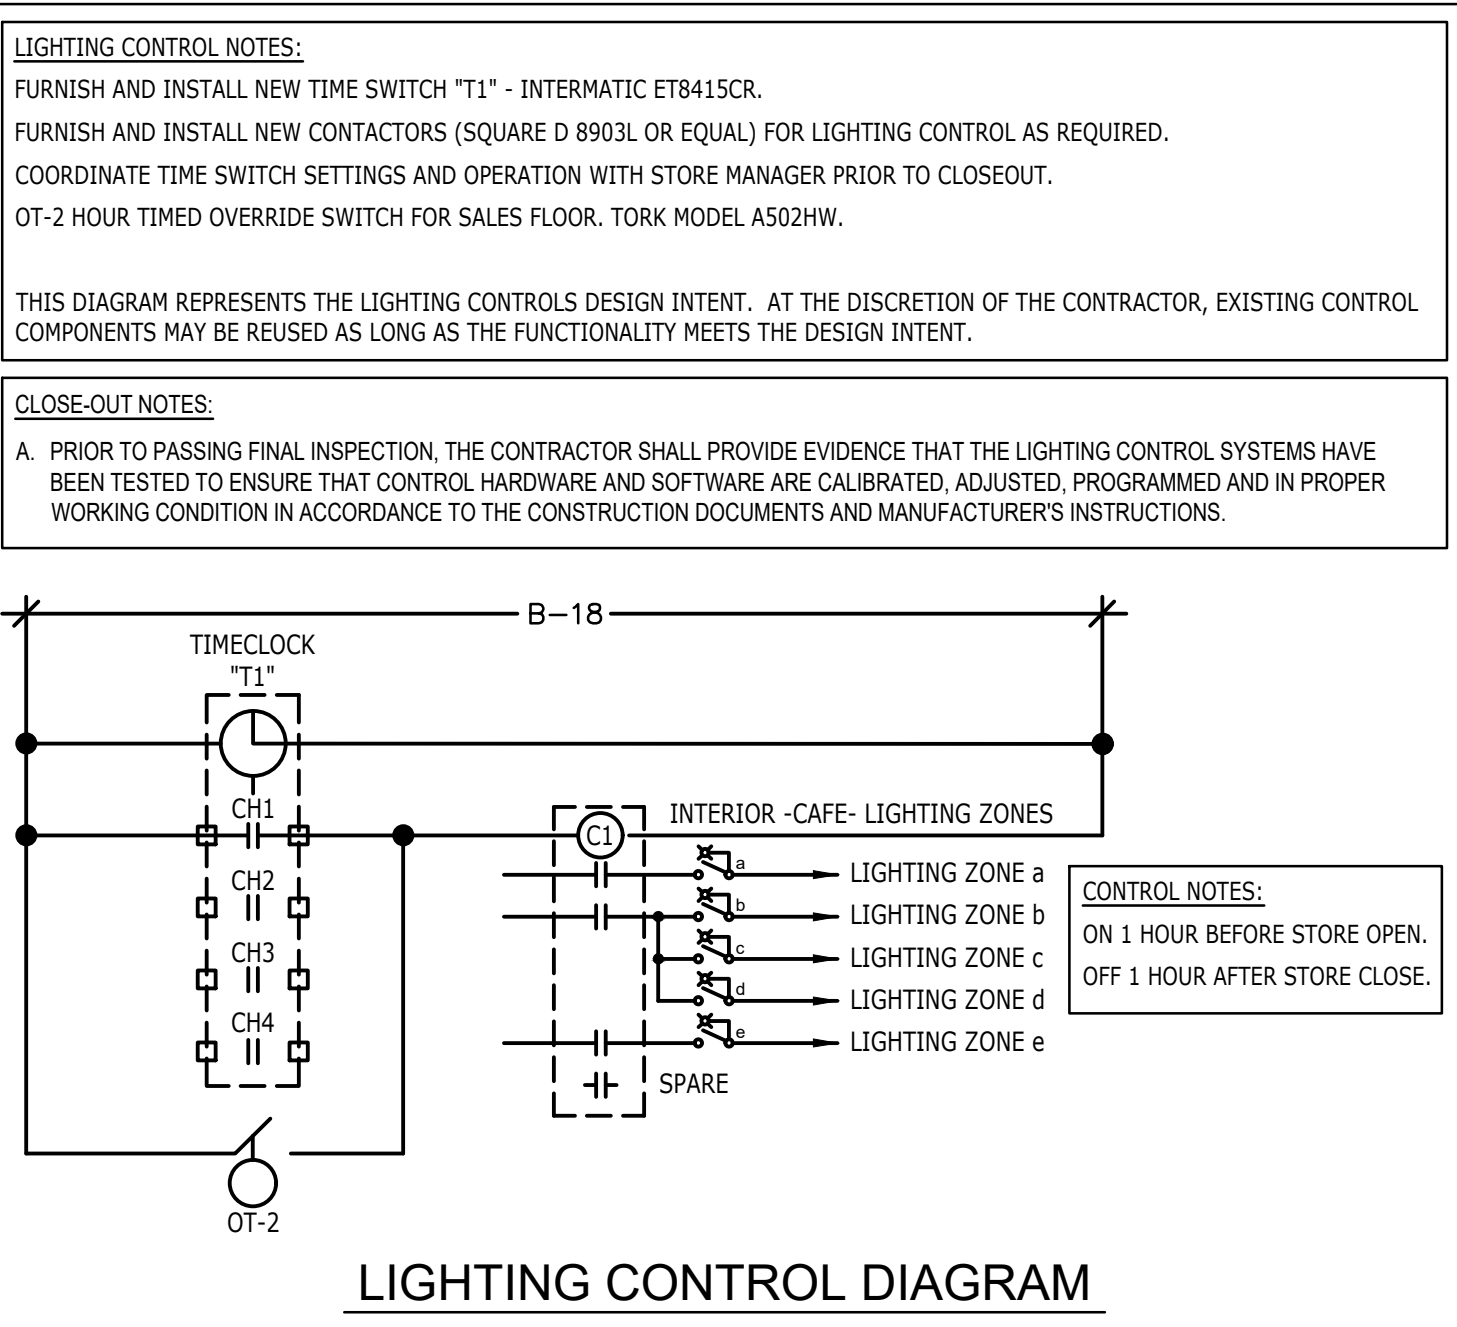 LIGHTING CONTROL NOTES:
FURNISH AND INSTALL NEW TIME SWITCH "T1" - INTERMATIC ET8415CR.
FURNISH AND INSTALL NEW CONTACTORS (SQUARE D 8903L OR EQUAL) FOR LIGHTING CONTROL AS REQUIRED.
COORDINATE TIME SWITCH SETTINGS AND OPERATION WITH STORE MANAGER PRIOR TO CLOSEOUT.
OT-2 HOUR TIMED OVERRIDE SWITCH FOR SALES FLOOR. TORK MODEL A502HW.
THIS DIAGRAM REPRESENTS THE LIGHTING CONTROLS DESIGN INTENT. AT THE DISCRETION OF THE CONTRACTOR, EXISTING CONTROL
COMPONENTS MAY BE REUSED AS LONG AS THE FUNCTIONALITY MEETS THE DESIGN INTENT.
CLOSE-OUT NOTES:
A. PRIOR TO PASSING FINAL INSPECTION, THE CONTRACTOR SHALL PROVIDE EVIDENCE THAT THE LIGHTING CONTROL SYSTEMS HAVE
BEEN TESTED TO ENSURE THAT CONTROL HARDWARE AND SOFTWARE ARE CALIBRATED, ADJUSTED, PROGRAMMED AND IN PROPER
WORKING CONDITION IN ACCORDANCE TO THE CONSTRUCTION DOCUMENTS AND MANUFACTURER'S INSTRUCTIONS.
B-18
TIMECLOCK
"T1"
CH1
CH2
CH3
CH4
OT-2
C1
INTERIOR -CAFE- LIGHTING ZONES
a LIGHTING ZONE a
b LIGHTING ZONE b
c LIGHTING ZONE c
d LIGHTING ZONE d
e LIGHTING ZONE e
SPARE
CONTROL NOTES:
ON 1 HOUR BEFORE STORE OPEN.
OFF 1 HOUR AFTER STORE CLOSE.
LIGHTING CONTROL DIAGRAM